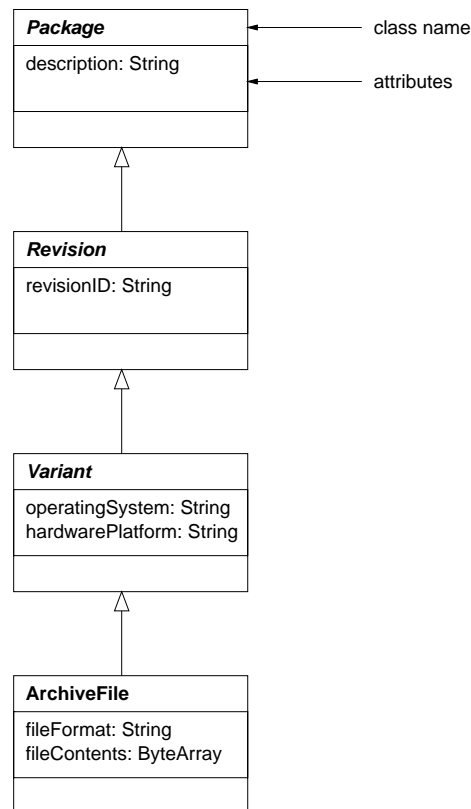 Package
class name
description: String
attributes
Revision
revisionID: String
Variant
operatingSystem: String
hardwarePlatform: String
ArchiveFile
fileFormat: String
fileContents: ByteArray